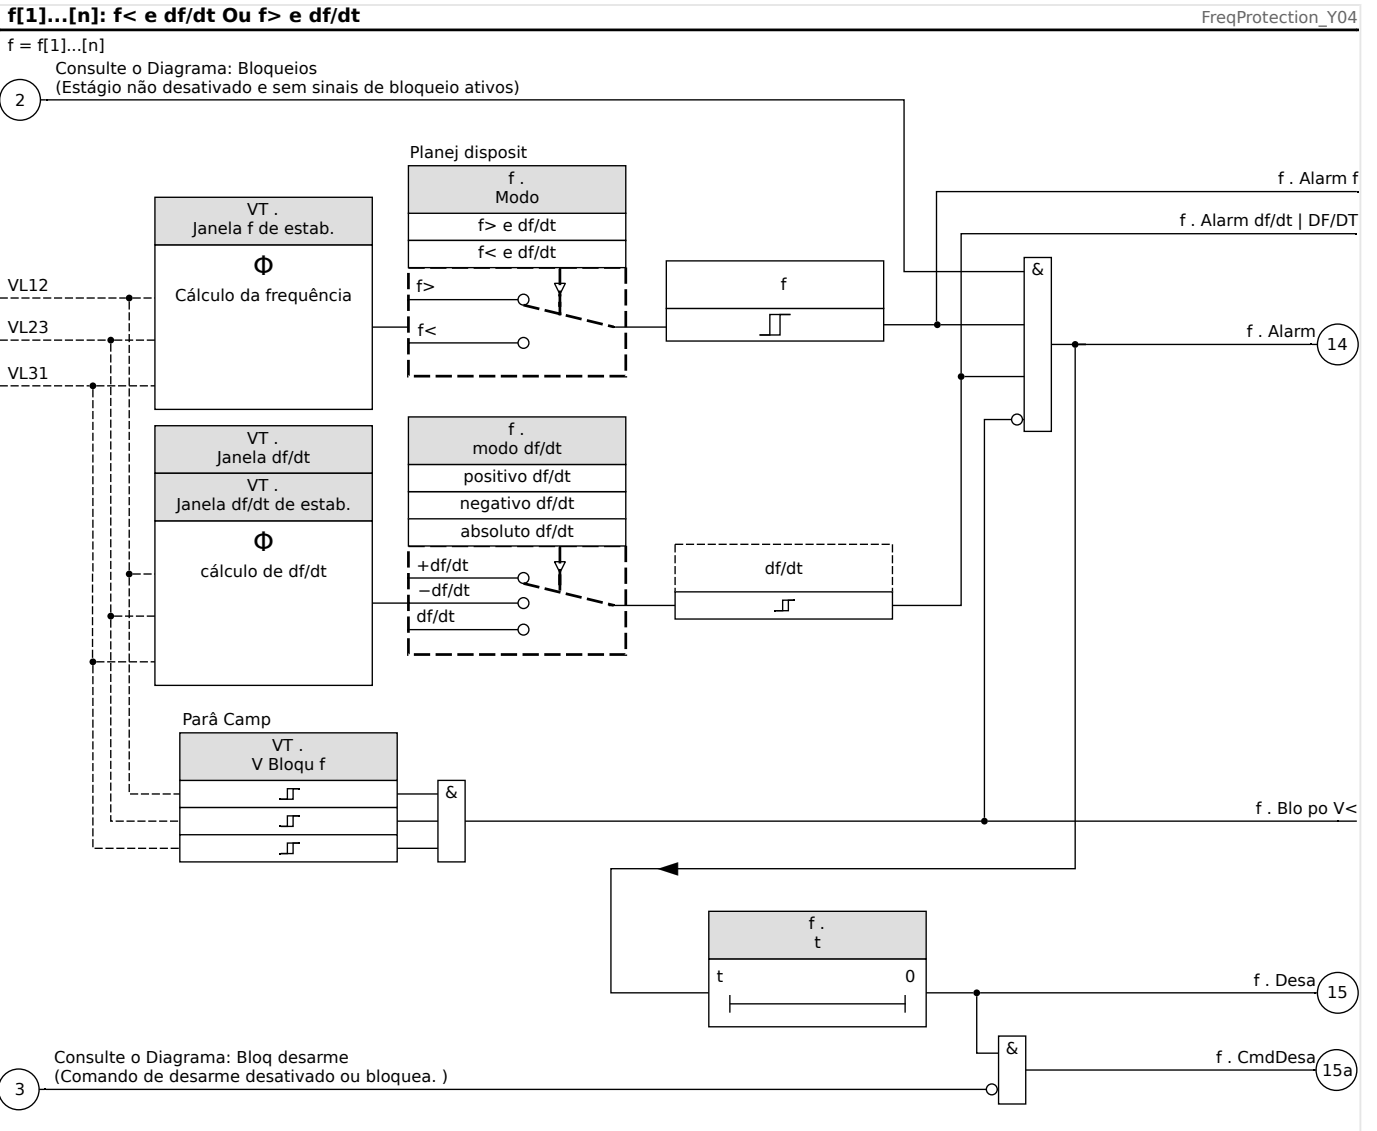 f[1]...[n]: f< e df/dt Ou f> e df/dt
FreqProtection_Y04
f = f[1]...[n]
Consulte o Diagrama: Bloqueios
(Estágio não desativado e sem sinais de bloqueio ativos)
2
Planej disposit
f .
Modo
f> e df/dt
f< e df/dt
f>
f<
VT .
Janela f de estab.
Φ
Cálculo da frequência
VL12
VL23
VL31
f
f . Alarm f
f . Alarm df/dt | DF/DT
&
f . Alarm
14
VT .
Janela df/dt
VT .
Janela df/dt de estab.
Φ
cálculo de df/dt
f .
modo df/dt
positivo df/dt
negativo df/dt
absoluto df/dt
+df/dt
−df/dt
df/dt
df/dt
Parâ Camp
VT .
V Bloqu f
&
f . Blo po V<
f .
t
t
0
f . Desa
15
&
f . CmdDesa
15a
Consulte o Diagrama: Bloq desarme
(Comando de desarme desativado ou bloquea. )
3